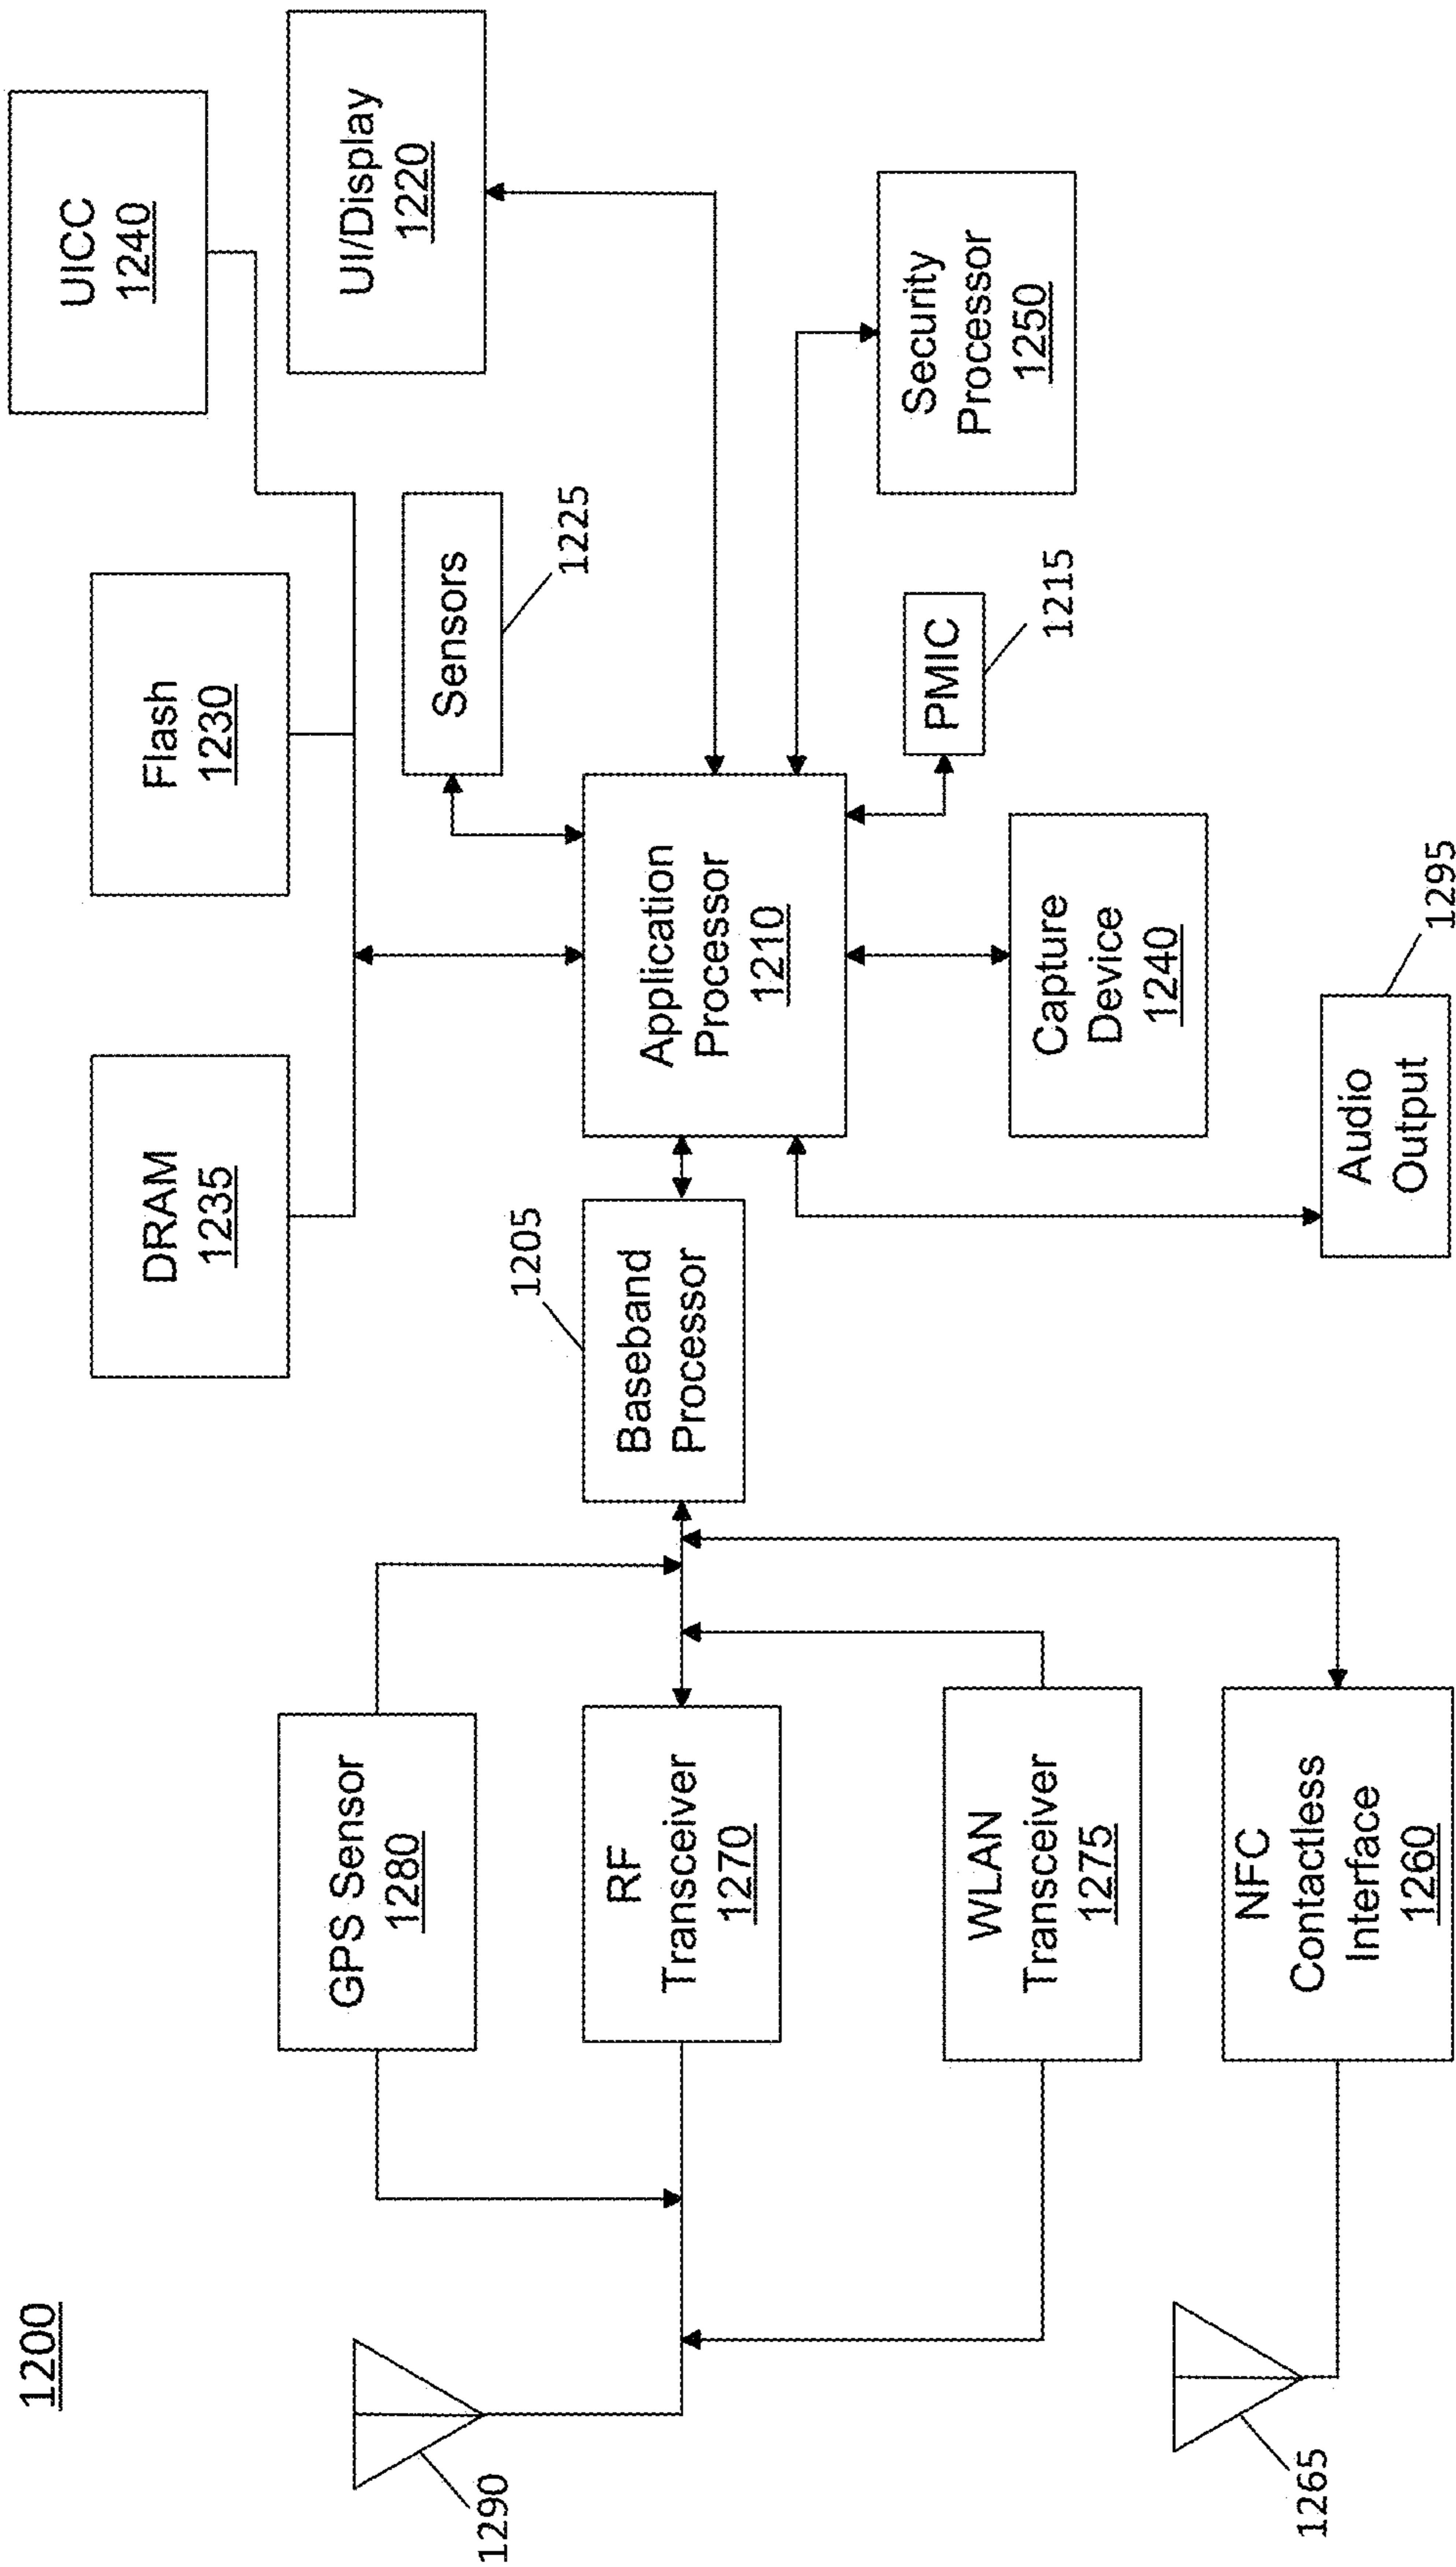 1200
UICC
1240
Flash
1230
DRAM
1235
UI/Display
1220
Sensors
1225
GPS Sensor
1280
1290
1205
Baseband
Processor
Application
Processor
1210
RF
Transceiver
1270
Security
Processor
1250
PMIC
1215
WLAN
Transceiver
1275
Capture
Device
1240
NFC
Contactless
Interface
1260
1265
Audio
Output
1295